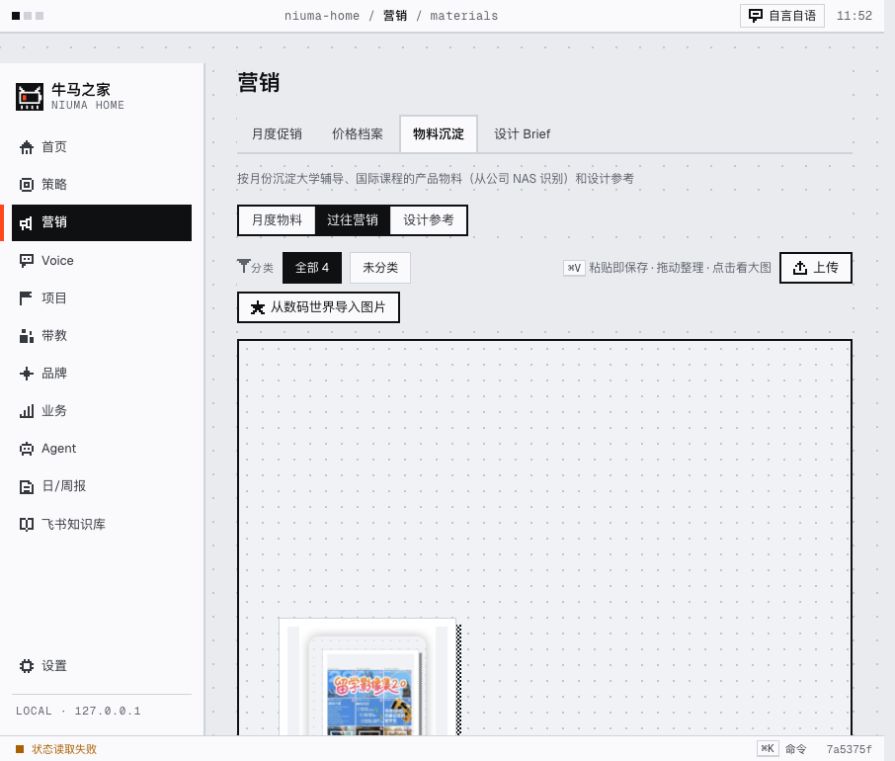 niuma-home / 营销 / materials
自言自语
11:52
牛马之家
NIUMA HOME
首页
策略
营销
Voice
项目
带教
品牌
业务
Agent
日/周报
飞书知识库
设置
LOCAL · 127.0.0.1
营销
月度促销 价格档案 物料沉淀 设计 Brief
按月份沉淀大学辅导、国际课程的产品物料（从公司 NAS 识别）和设计参考
月度物料 过往营销 设计参考
分类 全部 4 未分类
⌘V 粘贴即保存 · 拖动整理 · 点击看大图 上传
从数码世界导入图片
留学影像集2.0
状态读取失败
⌘K 命令 7a5375f